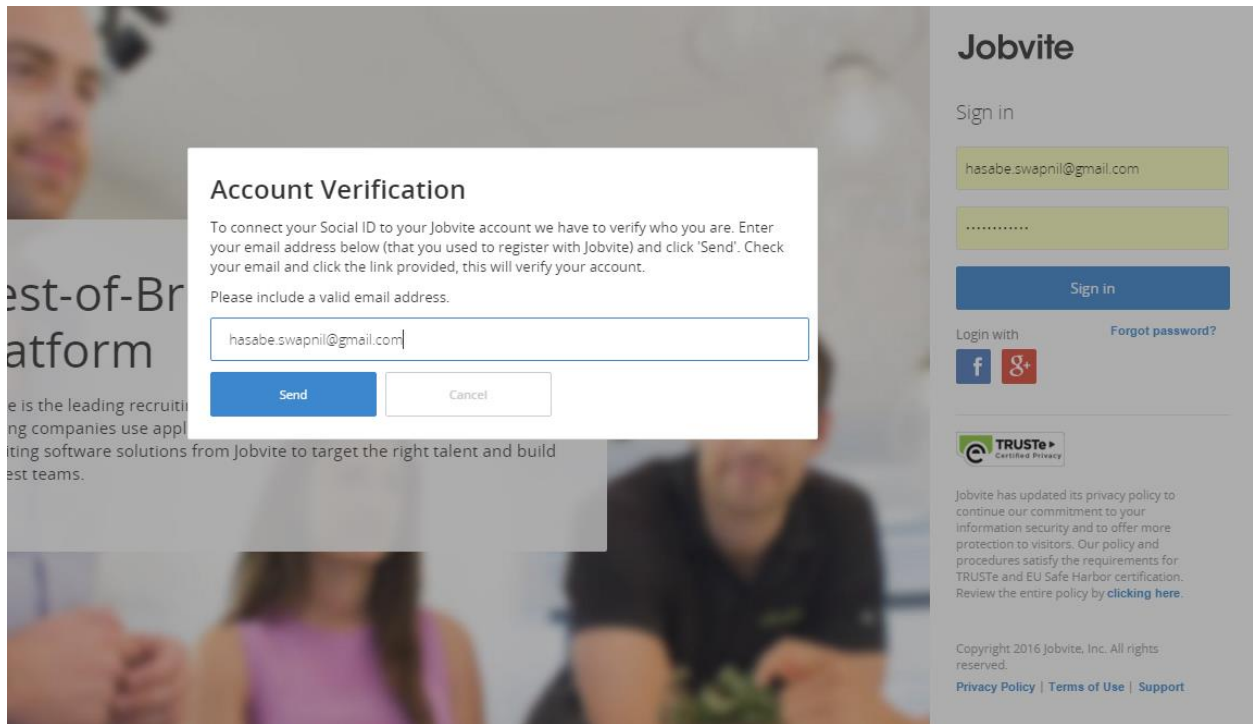 Jobvite
Sign in
hasabe.swapnil@gmail.com
............
Sign in
Login with
Forgot password?
f
g+
TRUSTe
Certified Privacy
Jobvite has updated its privacy policy to
continue our commitment to your
information security and to offer more
protection to visitors. Our policy and
procedures satisfy the requirements for
TRUSTe and EU Safe Harbor certification.
Review the entire policy by clicking here.
Copyright 2016 Jobvite, Inc. All rights
reserved.
Privacy Policy | Terms of Use | Support
Account Verification
To connect your Social ID to your Jobvite account we have to verify who you are. Enter
your email address below (that you used to register with Jobvite) and click 'Send'. Check
your email and click the link provided, this will verify your account.
Please include a valid email address.
hasabe.swapnil@gmail.com
Send
Cancel
est-of-Br
atform
e is the leading recruiti
ng companies use appl
iting software solutions from Jobvite to target the right talent and build
est teams.